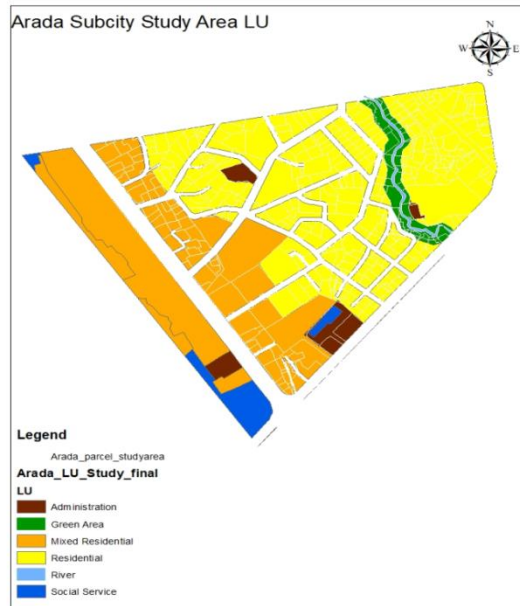 Arada Subcity Study Area LU
N
W
E
S
Legend
Arada_parcel_studyarea
Arada_LU_Study_final
LU
Administration
Green Area
Mixed Residential
Residential
River
Social Service